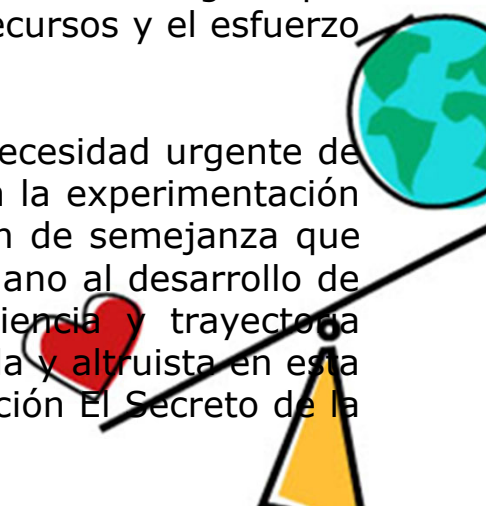 ecursos y el esfuerzo
ecesidad urgente de
la experimentación
n de semejanza que
ano al desarrollo de
iencia y trayectoria
la y altruista en esta
ción El Secreto de la